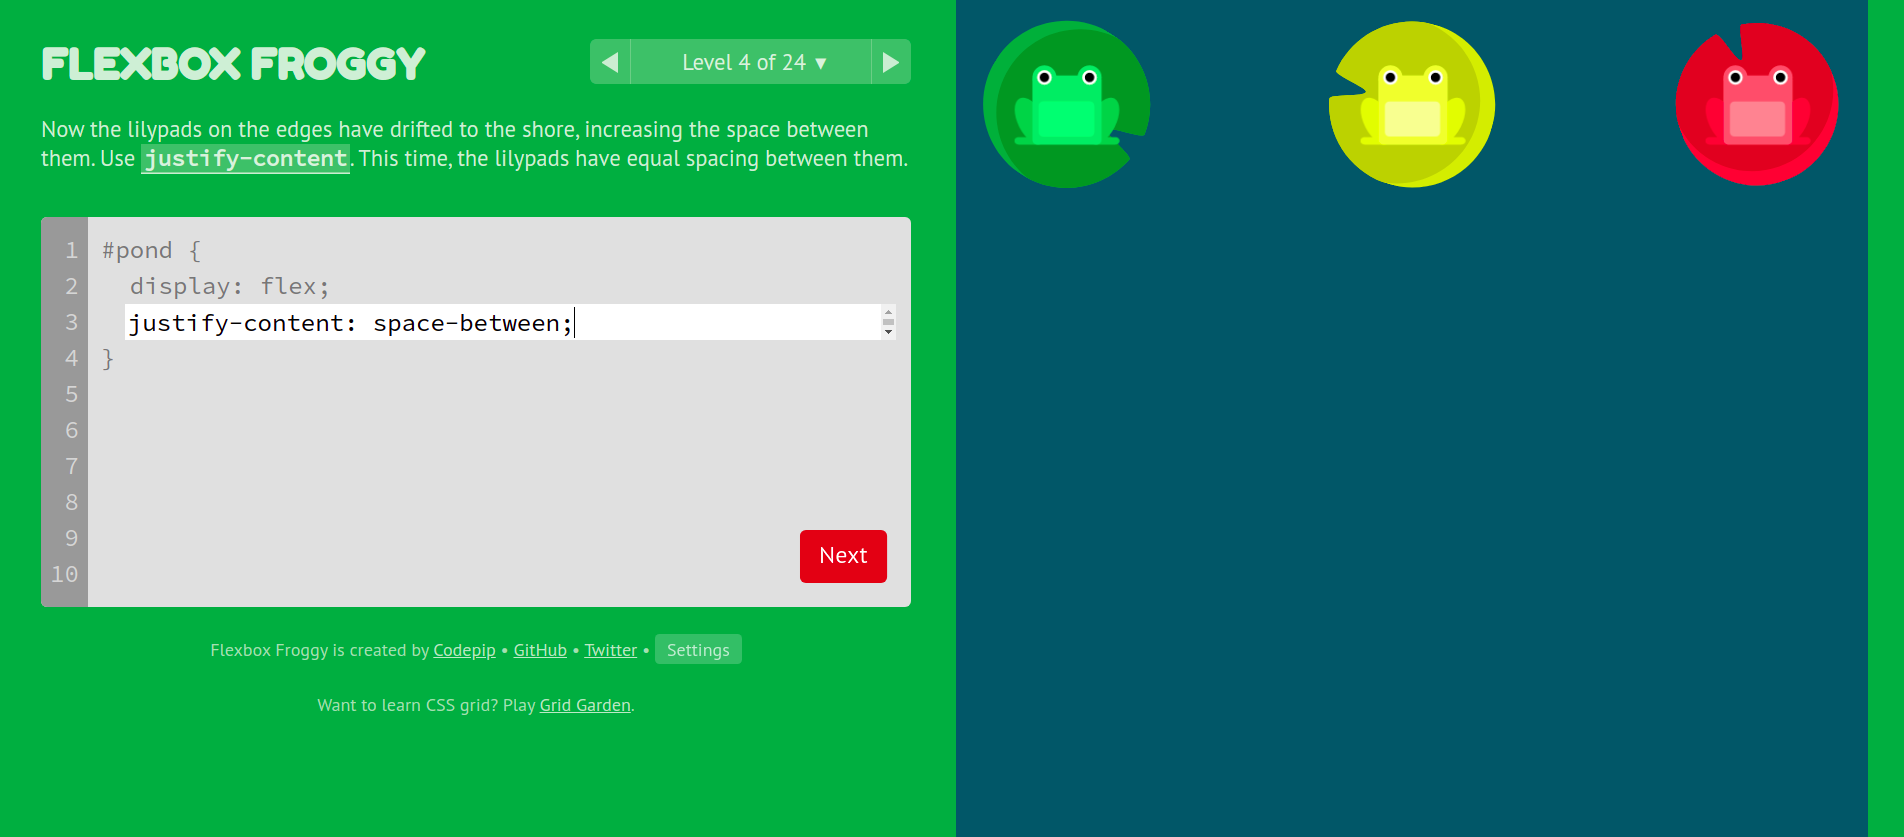 FLEXBOX FROGGY
◀ Level 4 of 24 ▼ ▶
Now the lilypads on the edges have drifted to the shore, increasing the space between
them. Use justify-content. This time, the lilypads have equal spacing between them.
1 #pond {
2 display: flex;
3 justify-content: space-between;
4 }
5
6
7
8
9
10
Next
Flexbox Froggy is created by Codepip • GitHub • Twitter • Settings
Want to learn CSS grid? Play Grid Garden.